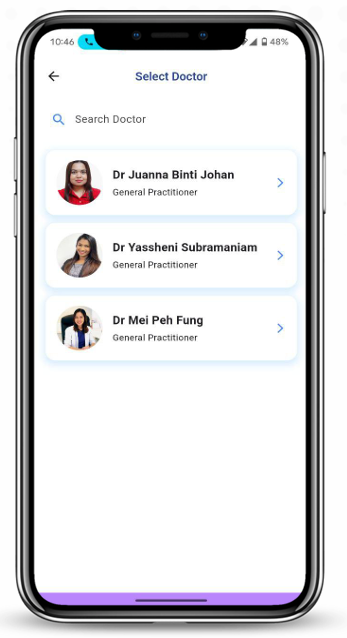 10:46
48%
Select Doctor
Search Doctor
Dr Juanna Binti Johan
General Practitioner
Dr Yassheni Subramaniam
General Practitioner
Dr Mei Peh Fung
General Practitioner